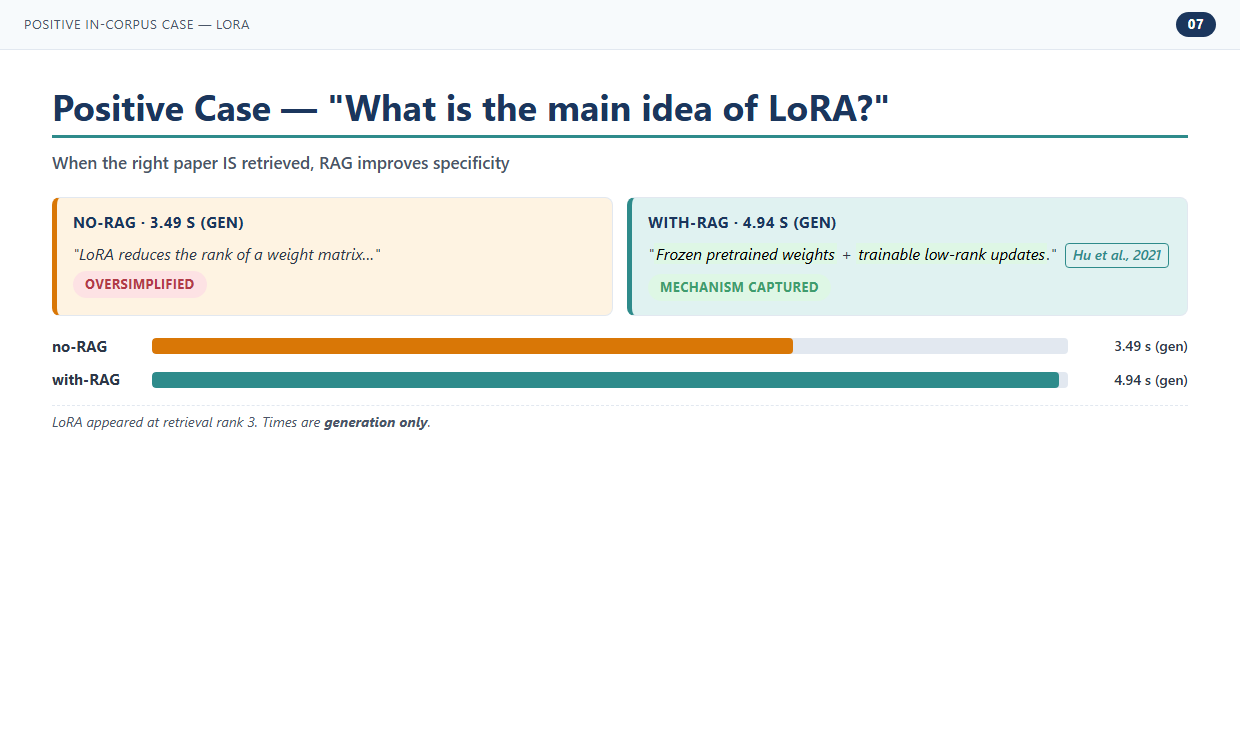 POSITIVE IN-CORPUS CASE — LORA
07
Positive Case — "What is the main idea of LoRA?"
When the right paper IS retrieved, RAG improves specificity
NO-RAG · 3.49 S (GEN)
"LoRA reduces the rank of a weight matrix..."
OVERSIMPLIFIED
WITH-RAG · 4.94 S (GEN)
"Frozen pretrained weights + trainable low-rank updates." Hu et al., 2021
MECHANISM CAPTURED
no-RAG 3.49 s (gen)
with-RAG 4.94 s (gen)
LoRA appeared at retrieval rank 3. Times are generation only.